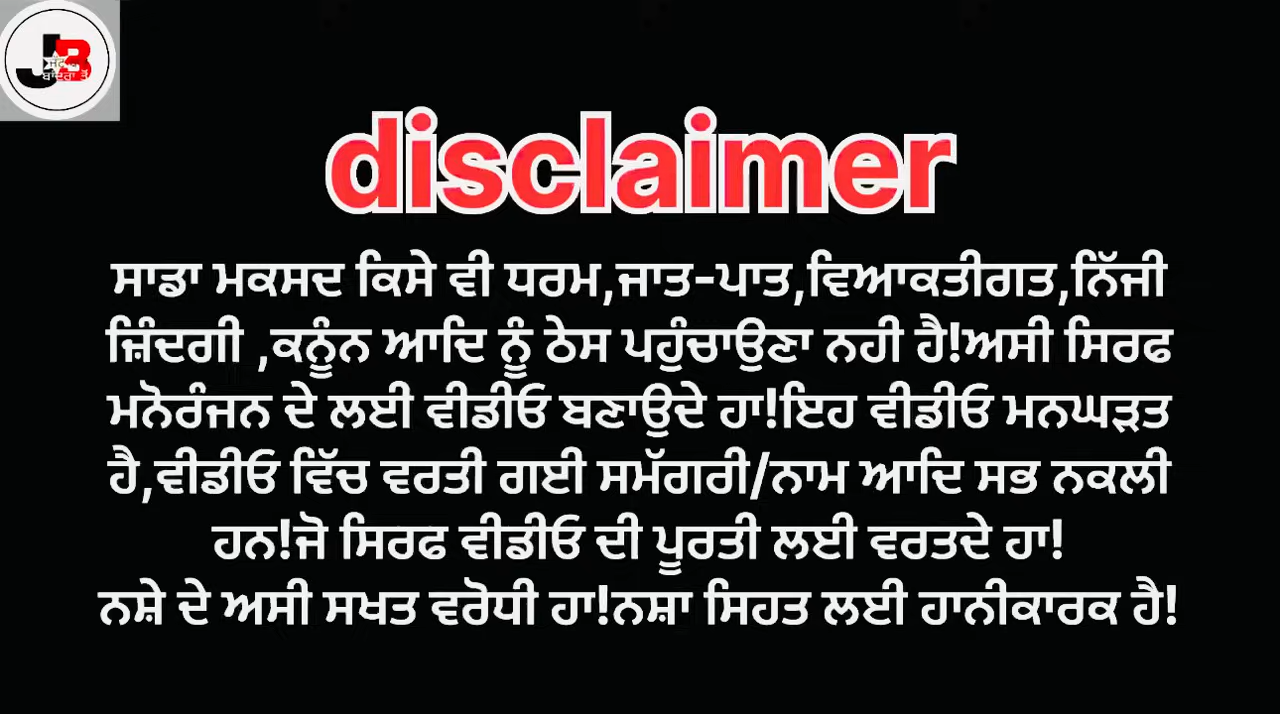 JB
disclaimer
ਸਾਡਾ ਮਕਸਦ ਕਿਸੇ ਵੀ ਧਰਮ,ਜਾਤ-ਪਾਤ,ਵਿਆਕਤੀਗਤ,ਨਿੱਜੀ
ਜ਼ਿੰਦਗੀ ,ਕਨੂੰਨ ਆਦਿ ਨੂੰ ਠੇਸ ਪਹੁੰਚਾਉਣਾ ਨਹੀ ਹੈ!ਅਸੀ ਸਿਰਫ
ਮਨੋਰੰਜਨ ਦੇ ਲਈ ਵੀਡੀਓ ਬਣਾਉਦੇ ਹਾ!ਇਹ ਵੀਡੀਓ ਮਨਘੜਤ
ਹੈ,ਵੀਡੀਓ ਵਿੱਚ ਵਰਤੀ ਗਈ ਸਮੱਗਰੀ/ਨਾਮ ਆਦਿ ਸਭ ਨਕਲੀ
ਹਨ!ਜੋ ਸਿਰਫ ਵੀਡੀਓ ਦੀ ਪੂਰਤੀ ਲਈ ਵਰਤਦੇ ਹਾ!
ਨਸ਼ੇ ਦੇ ਅਸੀ ਸਖਤ ਵਰੋਧੀ ਹਾ!ਨਸ਼ਾ ਸਿਹਤ ਲਈ ਹਾਨੀਕਾਰਕ ਹੈ!